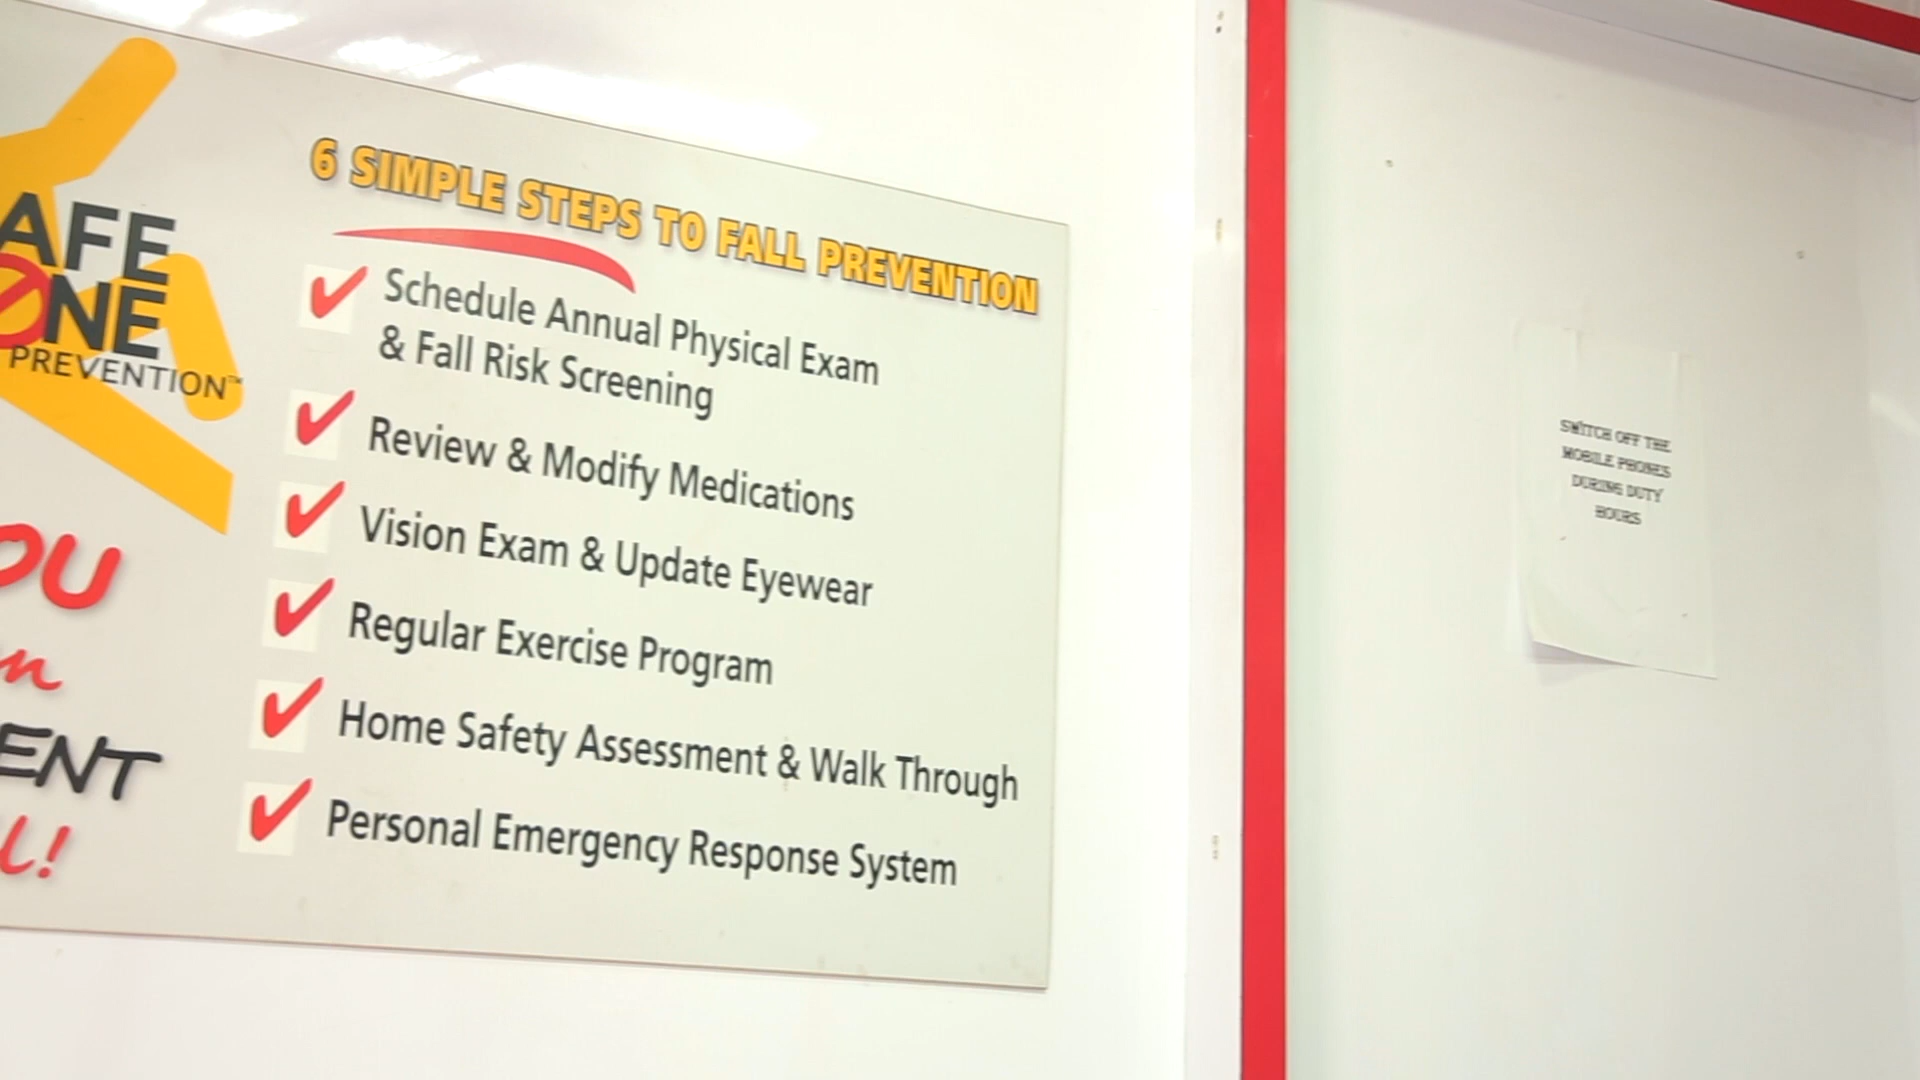 AFE
ONE
PREVENTION™
OU
ENT
6 SIMPLE STEPS TO FALL PREVENTION
✔ Schedule Annual Physical Exam
& Fall Risk Screening
✔ Review & Modify Medications
✔ Vision Exam & Update Eyewear
✔ Regular Exercise Program
✔ Home Safety Assessment & Walk Through
✔ Personal Emergency Response System
SWITCH OFF THE
MOBILE PHONES
DURING DUTY
HOURS